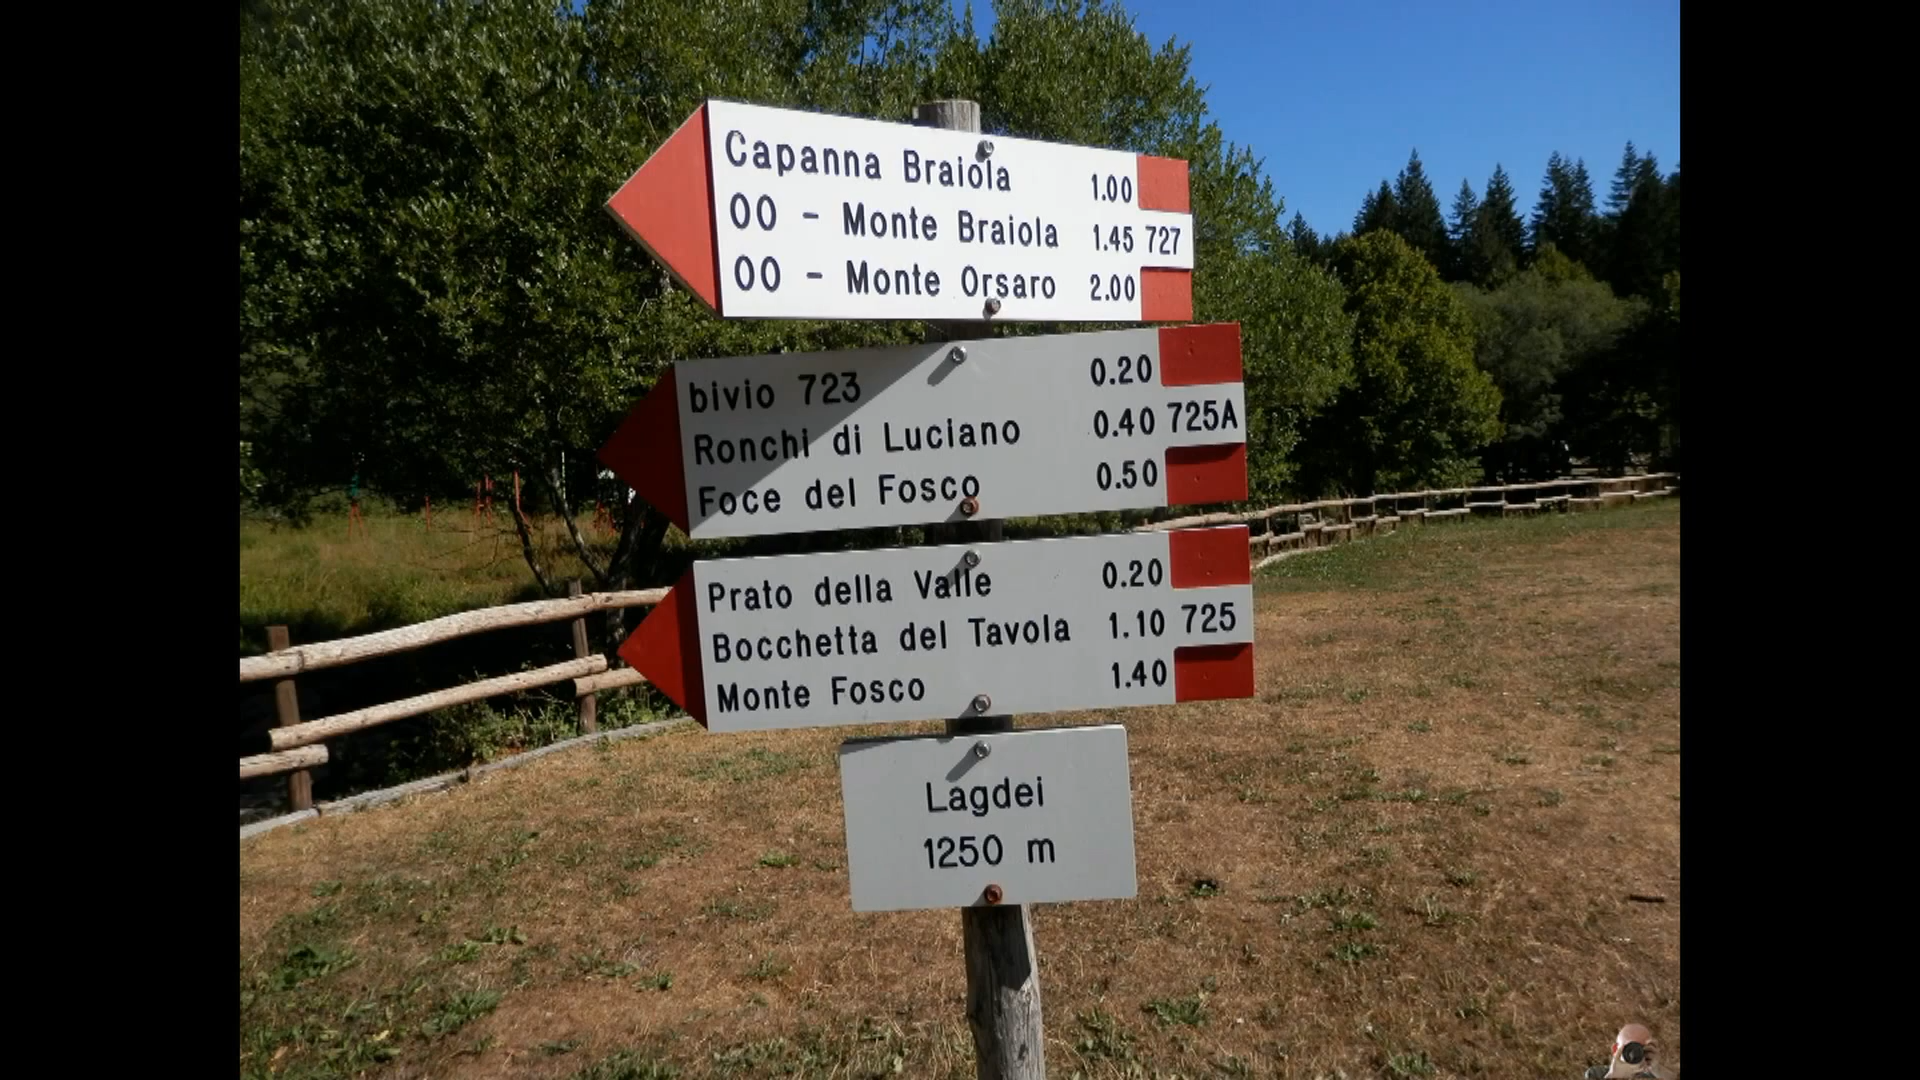 Capanna Braiola 1.00
00 - Monte Braiola 1.45 727
00 - Monte Orsaro 2.00
bivio 723 0.20
Ronchi di Luciano 0.40 725A
Foce del Fosco 0.50
Prato della Valle 0.20
Bocchetta del Tavola 1.10 725
Monte Fosco 1.40
Lagdei
1250 m